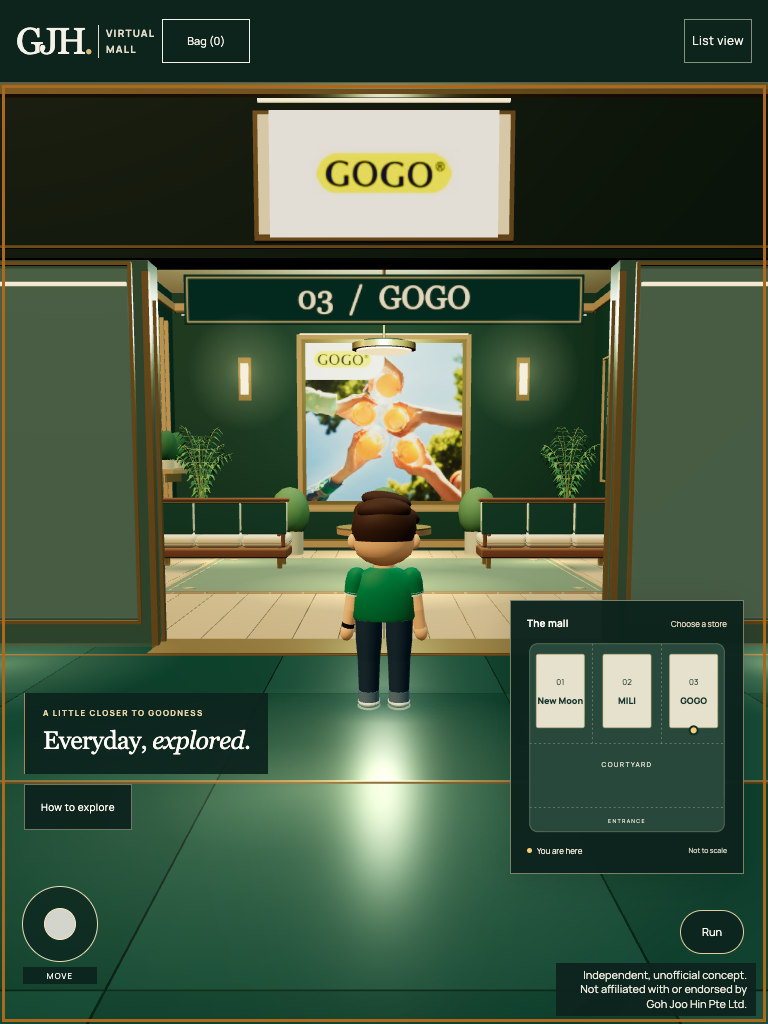 GJH.
VIRTUAL
MALL
Bag (0)
List view
GOGO®
03 / GOGO
GOGO®
The mall
Choose a store
01
New Moon
02
MILI
03
GOGO
COURTYARD
ENTRANCE
You are here
Not to scale
A LITTLE CLOSER TO GOODNESS
Everyday, explored.
How to explore
MOVE
Run
Independent, unofficial concept.
Not affiliated with or endorsed by
Goh Joo Hin Pte Ltd.